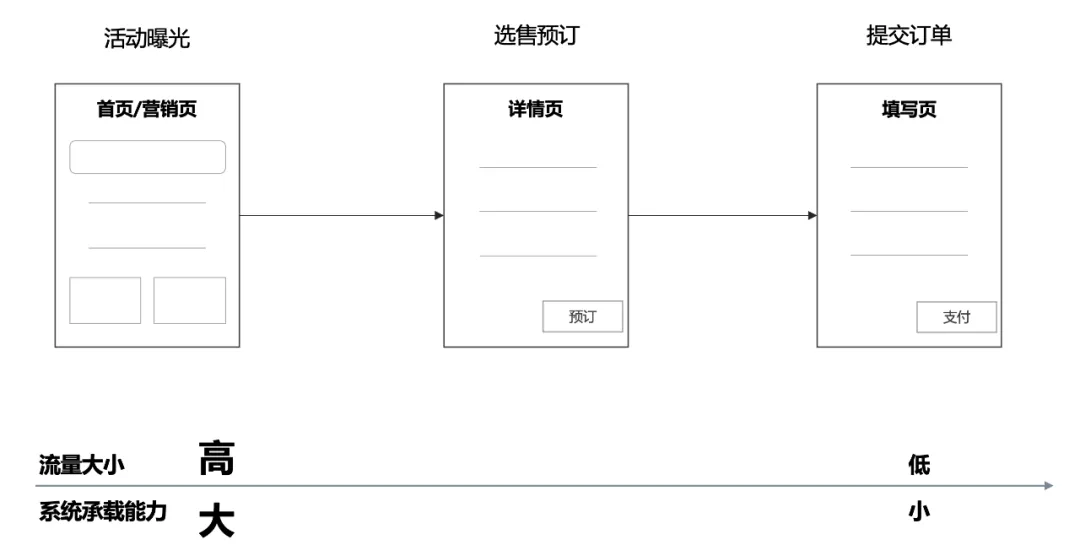 活动曝光
选售预订
提交订单
首页/营销页
详情页
填写页
预订
支付
流量大小
高
低
系统承载能力
大
小